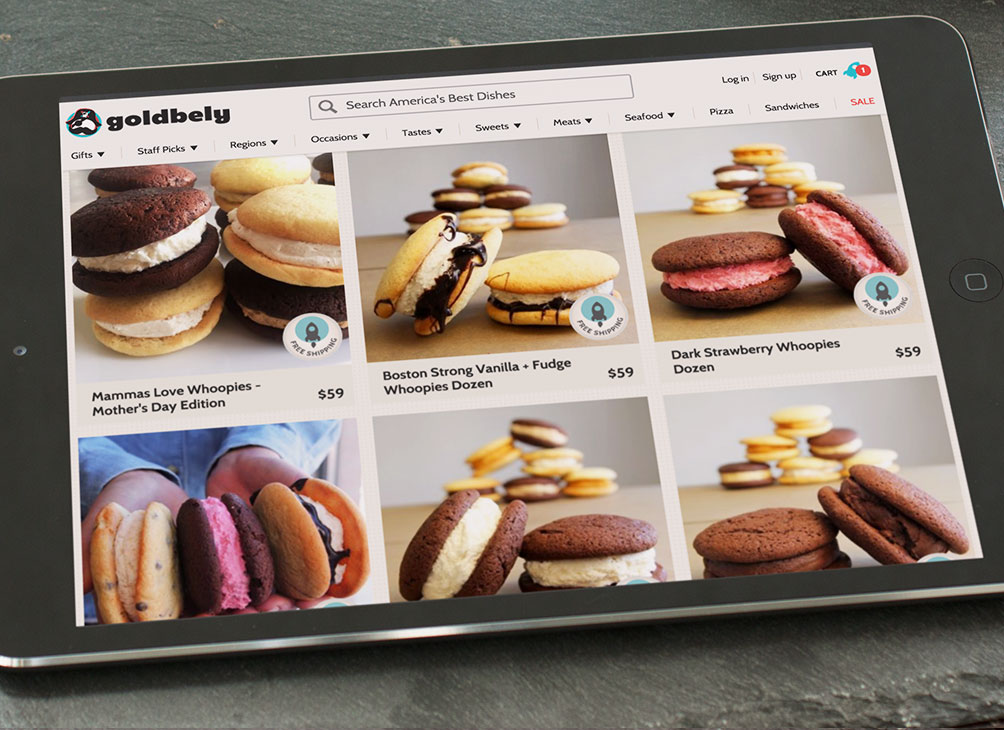 goldbely
Search America's Best Dishes
Log in
Sign up
CART
1
Gifts
Staff Picks
Regions
Occasions
Tastes
Sweets
Meats
Seafood
Pizza
Sandwiches
SALE
FREE SHIPPING
FREE SHIPPING
FREE SHIPPING
Mammas Love Whoopies -
Mother's Day Edition
$59
Boston Strong Vanilla + Fudge
Whoopies Dozen
$59
Dark Strawberry Whoopies
Dozen
$59